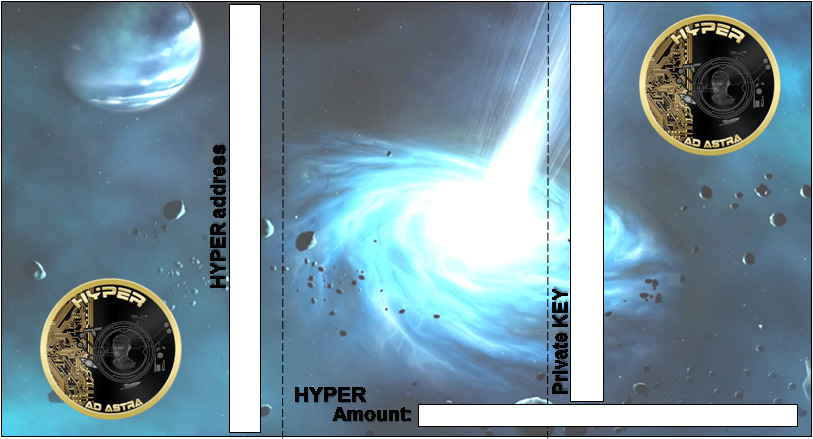 HYPER
AD ASTRA
HYPER address
HYPER
AD ASTRA
Private KEY
HYPER
Amount: